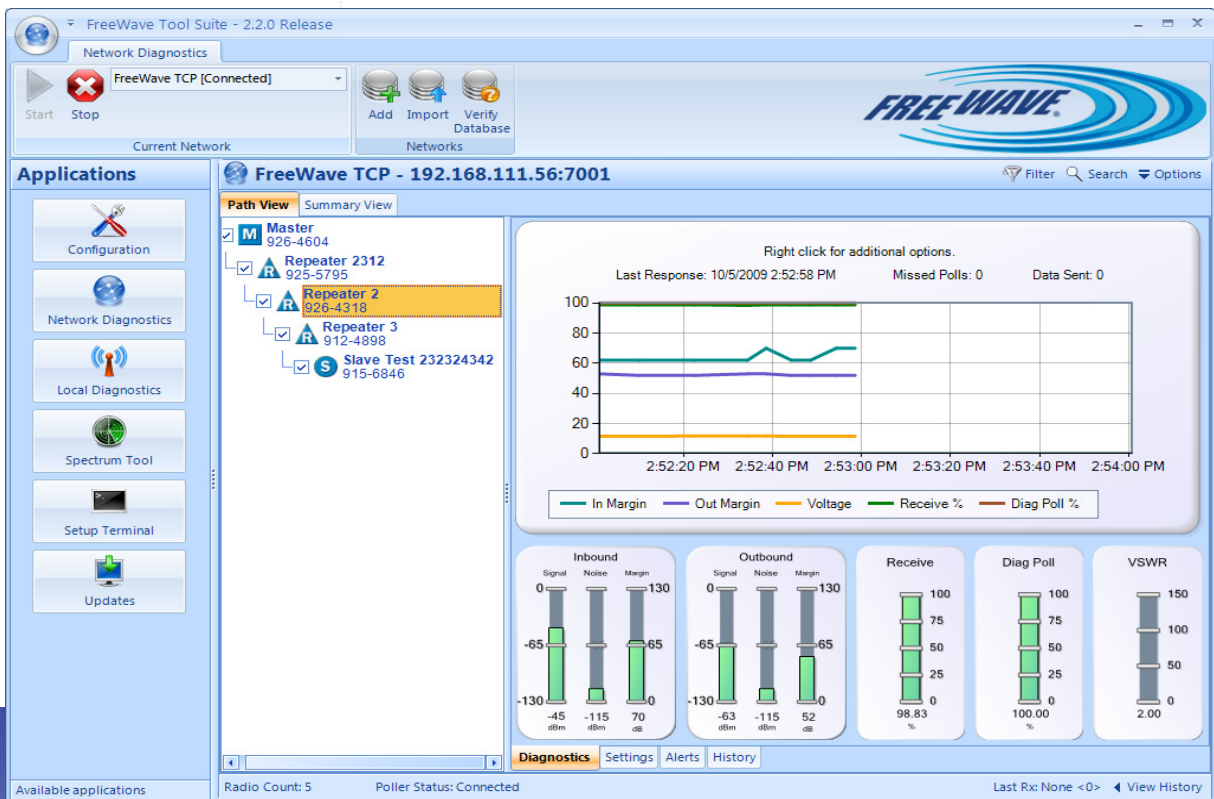 FreeWave Tool Suite - 2.2.0 Release
Network Diagnostics
FreeWave TCP [Connected]
Start Stop
Add Import Verify Database
Current Network
Networks
FREEWAVE.
Applications
FreeWave TCP - 192.168.111.56:7001
Filter Search Options
Path View Summary View
Configuration
Network Diagnostics
Local Diagnostics
Spectrum Tool
Setup Terminal
Updates
M Master
926-4604
R Repeater 2312
925-5795
R Repeater 2
926-4318
R Repeater 3
912-4898
S Slave Test 232324342
915-6846
Right click for additional options.
Last Response: 10/5/2009 2:52:58 PM Missed Polls: 0 Data Sent: 0
100
80
60
40
20
0
2:52:20 PM 2:52:40 PM 2:53:00 PM 2:53:20 PM 2:53:40 PM 2:54:00 PM
In Margin Out Margin Voltage Receive % Diag Poll %
Inbound
Signal Noise Margin
0 130
-65 65
-130 0
-45 -115 70
dBm dBm dB
Outbound
Signal Noise Margin
0 130
-65 65
-130 0
-63 -115 52
dBm dBm dB
Receive
100
75
50
25
0
98.83
%
Diag Poll
100
75
50
25
0
100.00
%
VSWR
150
100
50
0
2.00
Diagnostics Settings Alerts History
Available applications
Radio Count: 5 Poller Status: Connected
Last Rx: None <0> View History